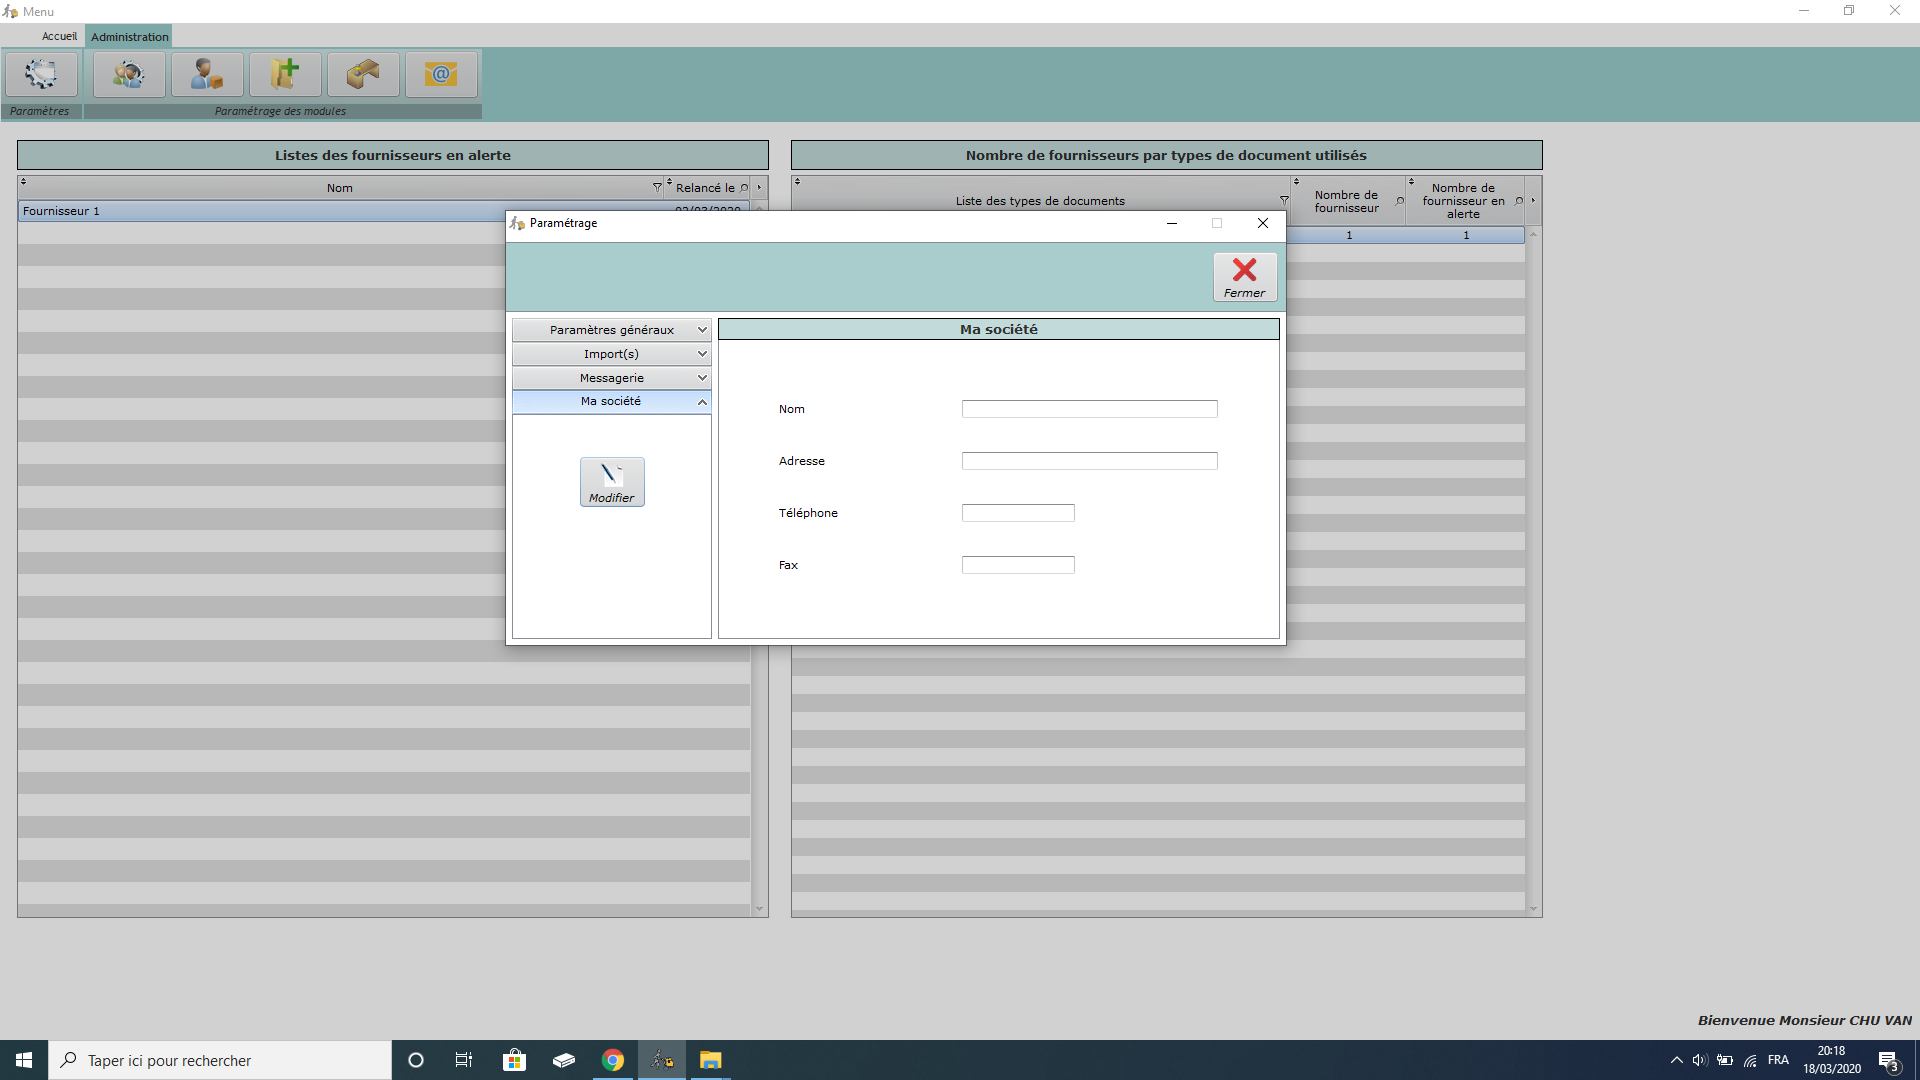 Menu
Accueil
Administration
Paramètres
Paramétrage des modules
Listes des fournisseurs en alerte
Nom
Relancé le
Fournisseur 1
02/03/2020
Nombre de fournisseurs par types de document utilisés
Liste des types de documents
Nombre de
fournisseur
Nombre de
fournisseur en
alerte
1
1
Paramétrage
Fermer
Paramètres généraux
Import(s)
Messagerie
Ma société
Modifier
Ma société
Nom
Adresse
Téléphone
Fax
Bienvenue Monsieur CHU VAN
Taper ici pour rechercher
FRA
20:18
18/03/2020
3